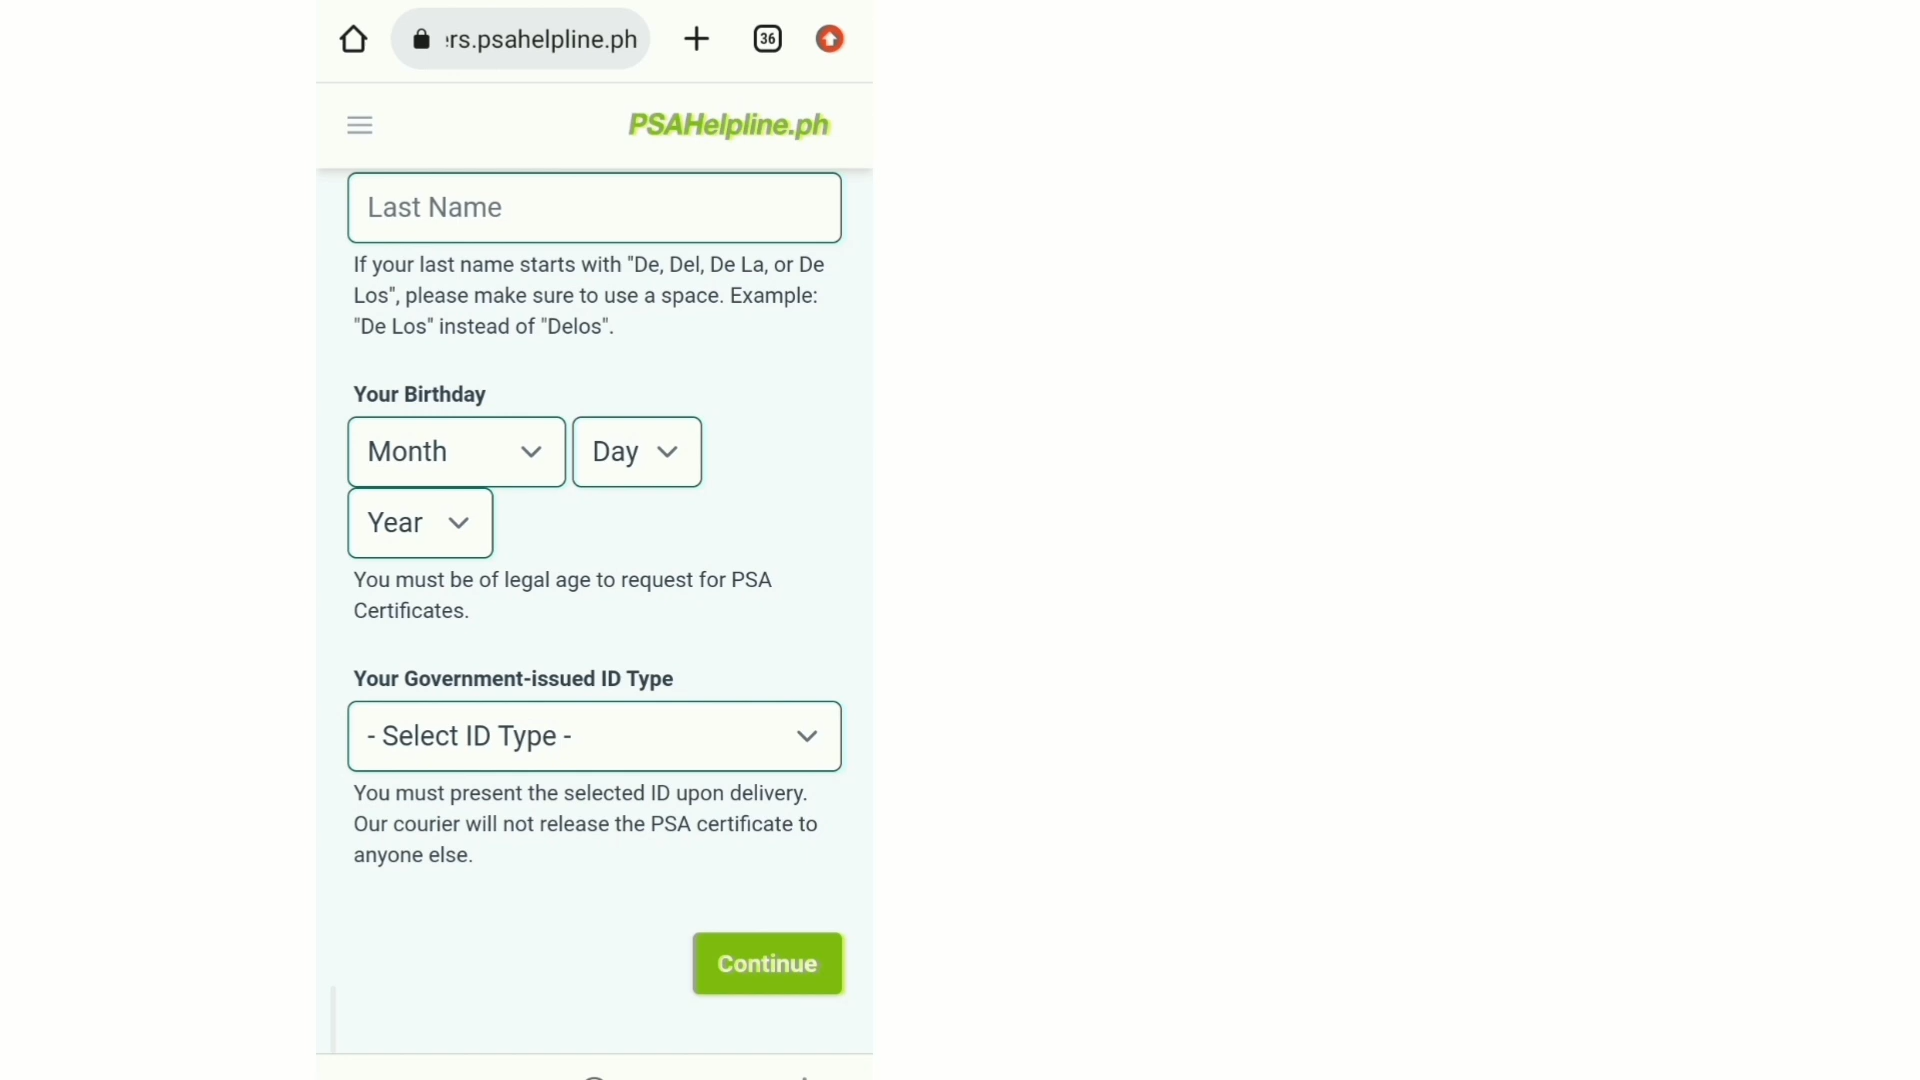 ers.psahelpline.ph
36
PSAHelpline.ph
Last Name
If your last name starts with "De, Del, De La, or De
Los", please make sure to use a space. Example:
"De Los" instead of "Delos".
Your Birthday
Month
Day
Year
You must be of legal age to request for PSA
Certificates.
Your Government-issued ID Type
- Select ID Type -
You must present the selected ID upon delivery.
Our courier will not release the PSA certificate to
anyone else.
Continue